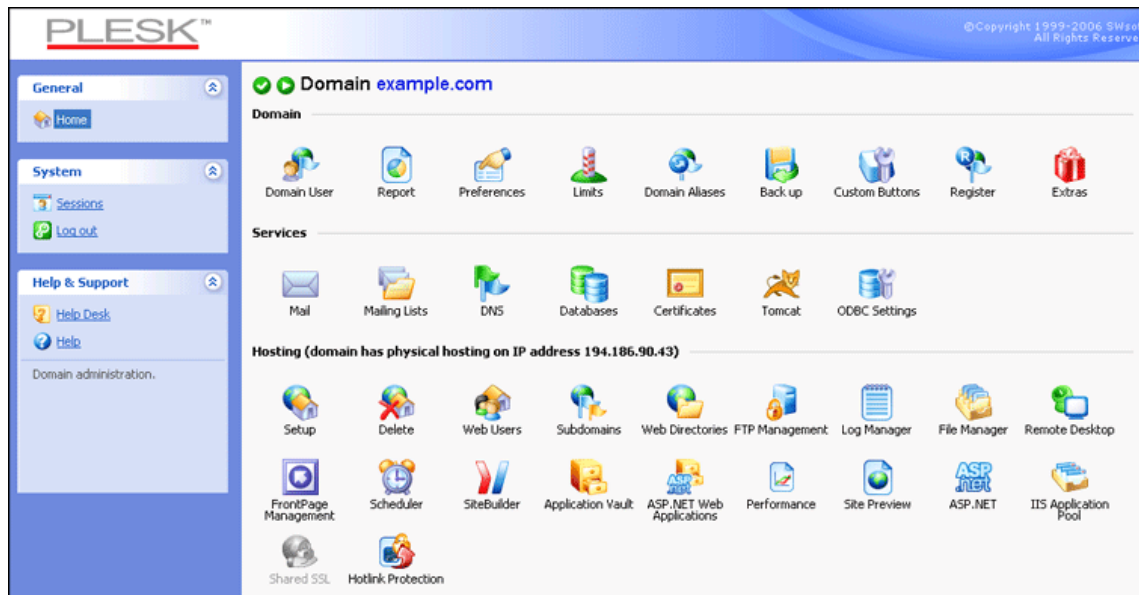 PLESK™
©Copyright 1999-2006 SWsof
All Rights Reserve
General
Home
System
Sessions
Log out
Help & Support
Help Desk
Help
Domain administration.
Domain example.com
Domain
Domain User
Report
Preferences
Limits
Domain Aliases
Back up
Custom Buttons
Register
Extras
Services
Mail
Mailing Lists
DNS
Databases
Certificates
Tomcat
ODBC Settings
Hosting (domain has physical hosting on IP address 194.186.90.43)
Setup
Delete
Web Users
Subdomains
Web Directories
FTP Management
Log Manager
File Manager
Remote Desktop
FrontPage
Management
Scheduler
SiteBuilder
Application Vault
ASP.NET Web
Applications
Performance
Site Preview
ASP.NET
IIS Application
Pool
Shared SSL
Hotlink Protection